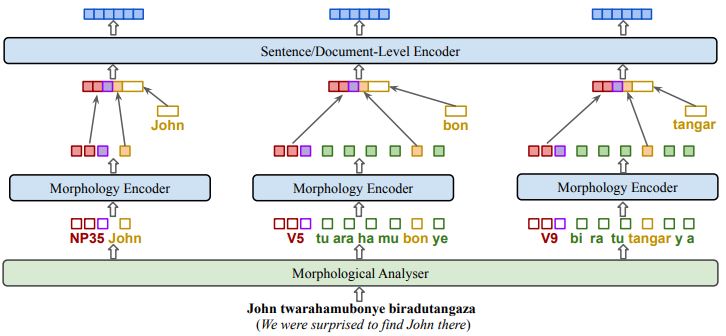 Sentence/Document-Level Encoder
John
bon
tangar
Morphology Encoder
Morphology Encoder
Morphology Encoder
NP35 John
V5 tu ara ha mu bon ye
V9 bi ra tu tangar y a
Morphological Analyser
John twarahamubonye biradutangaza
(We were surprised to find John there)